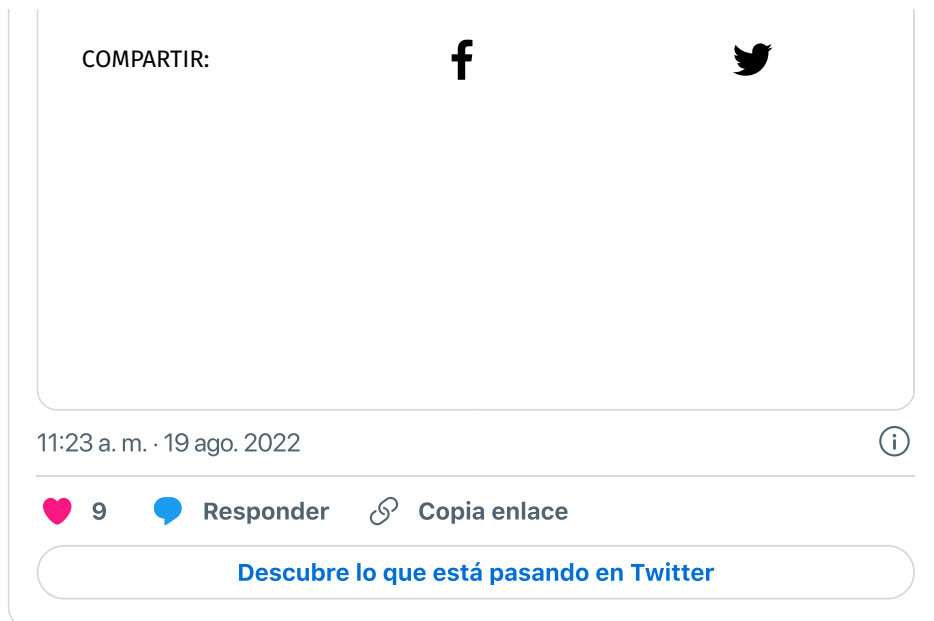 COMPARTIR:
11:23 a. m. · 19 ago. 2022
9 Responder Copia enlace
Descubre lo que está pasando en Twitter